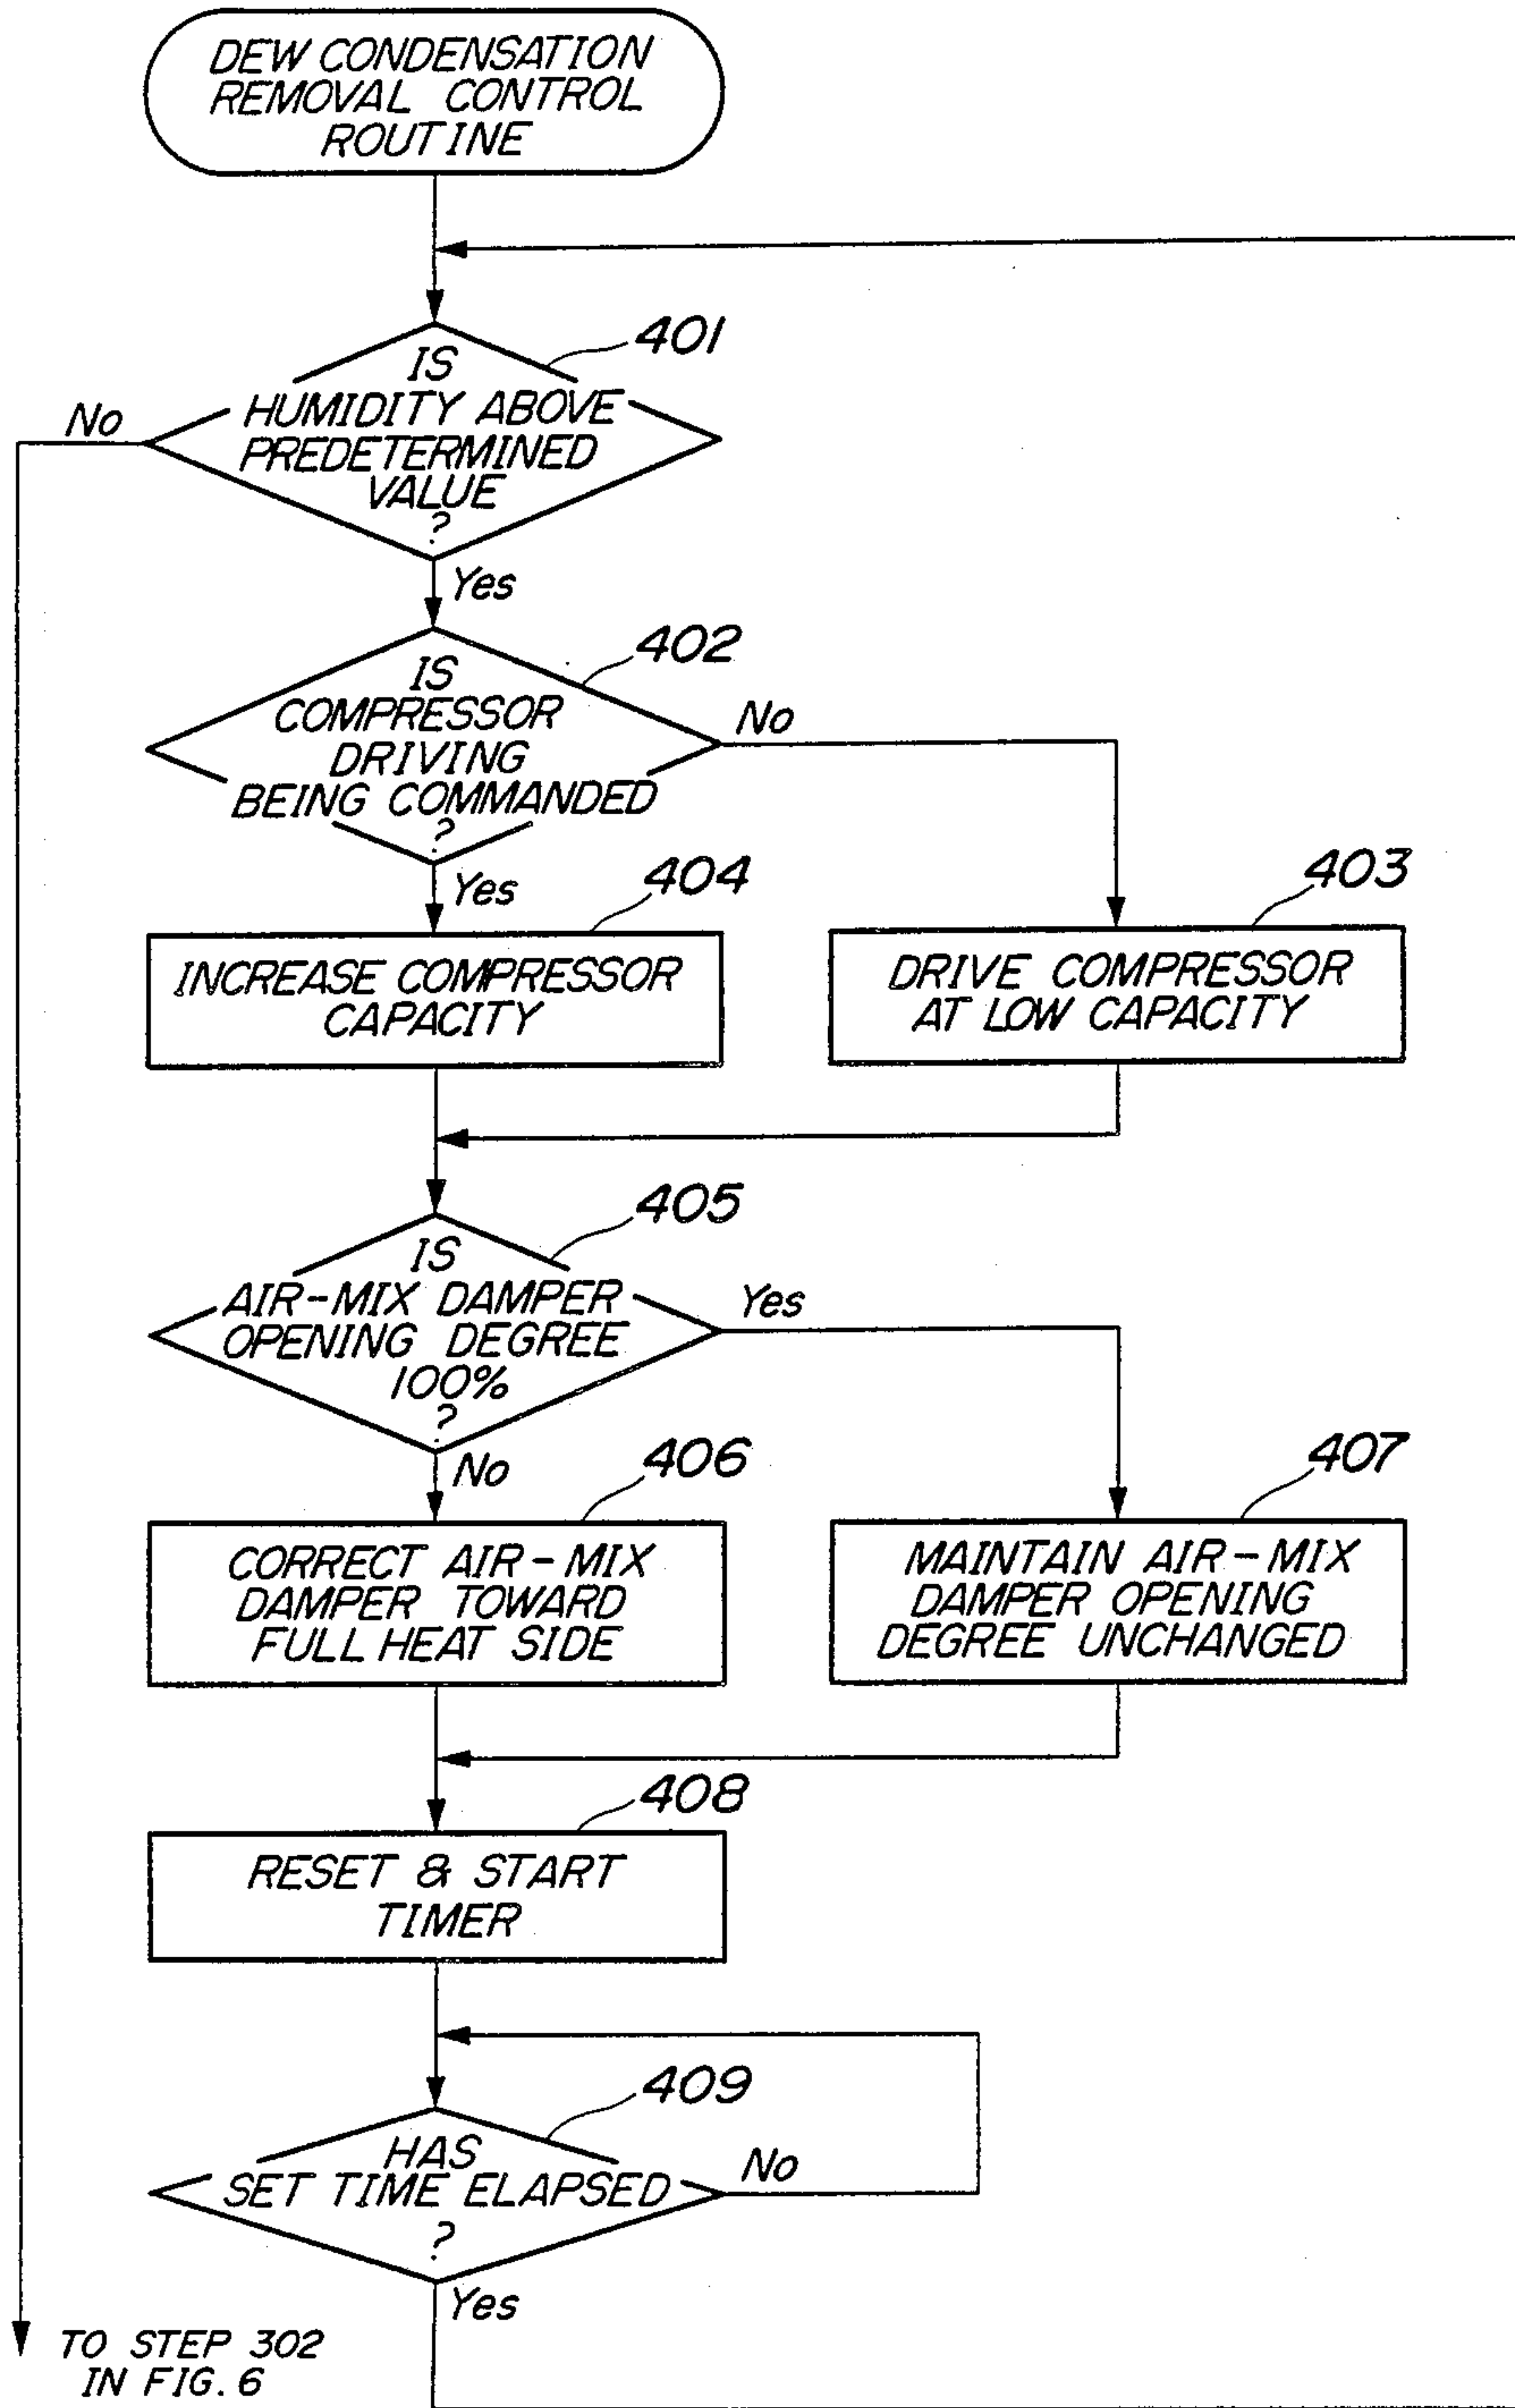 DEW CONDENSATION
REMOVAL CONTROL
ROUTINE
401
IS
HUMIDITY ABOVE
PREDETERMINED
VALUE
?
No
Yes
402
IS
COMPRESSOR
DRIVING
BEING COMMANDED
?
No
Yes
404
INCREASE COMPRESSOR
CAPACITY
403
DRIVE COMPRESSOR
AT LOW CAPACITY
405
IS
AIR-MIX DAMPER
OPENING DEGREE
100%
?
Yes
No
406
CORRECT AIR-MIX
DAMPER TOWARD
FULL HEAT SIDE
407
MAINTAIN AIR-MIX
DAMPER OPENING
DEGREE UNCHANGED
408
RESET & START
TIMER
409
HAS
SET TIME ELAPSED
?
No
Yes
TO STEP 302
IN FIG. 6